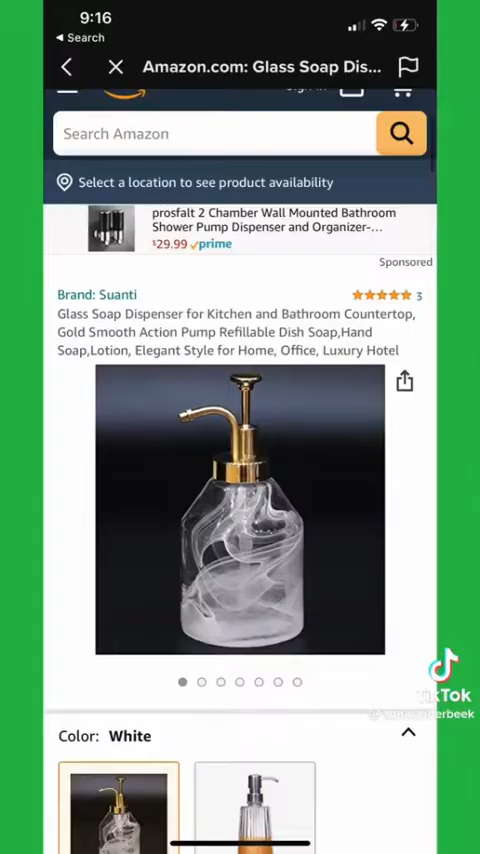 9:16
◂ Search
Amazon.com: Glass Soap Dis...
Search Amazon
Select a location to see product availability
prosfalt 2 Chamber Wall Mounted Bathroom
Shower Pump Dispenser and Organizer-...
$29.99 prime
Sponsored
Brand: Suanti
3
Glass Soap Dispenser for Kitchen and Bathroom Countertop,
Gold Smooth Action Pump Refillable Dish Soap,Hand
Soap,Lotion, Elegant Style for Home, Office, Luxury Hotel
TikTok
Color: White